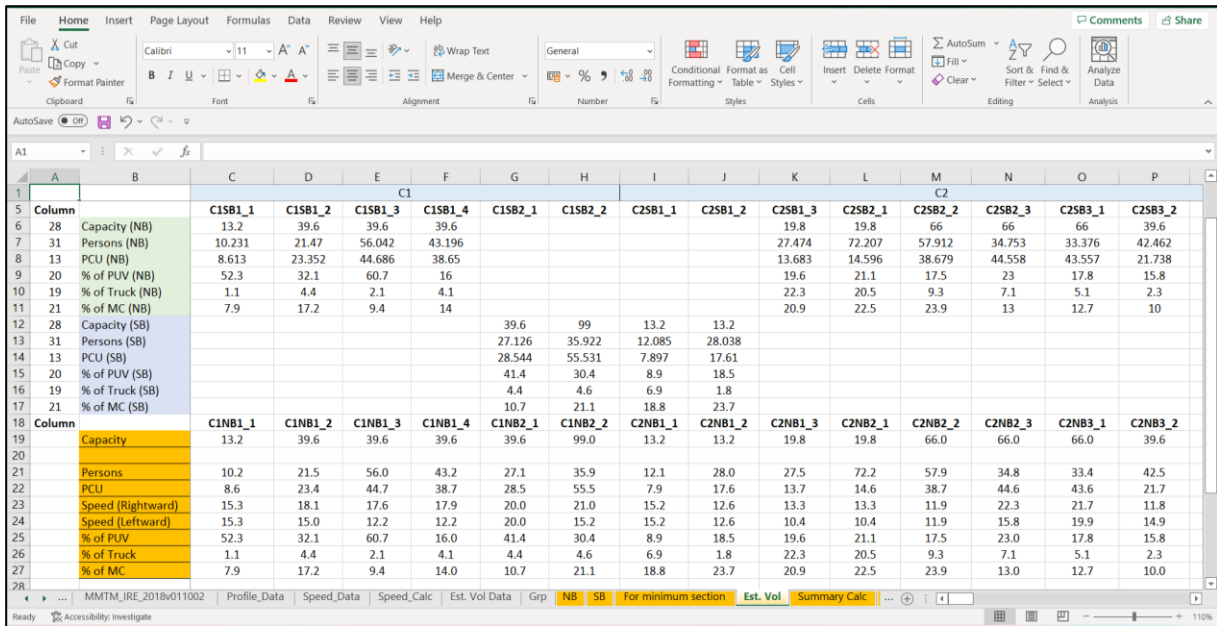 File Home Insert Page Layout Formulas Data Review View Help Comments Share
Cut
Copy
Paste
Format Painter
Calibri 11 A A
B I U A
Wrap Text
Merge & Center
General
% 9
Conditional Formatting Format as Table Cell Styles
Insert Delete Format
AutoSum
Fill
Clear
Sort & Filter Find & Select
Analyze Data
Clipboard Font Alignment Number Styles Cells Editing Analysis
AutoSave Off
A1 fx
A B C D E F G H I J K L M N O P
1 C1 C2
5 Column C1SB1_1 C1SB1_2 C1SB1_3 C1SB1_4 C1SB2_1 C1SB2_2 C2SB1_1 C2SB1_2 C2SB1_3 C2SB2_1 C2SB2_2 C2SB2_3 C2SB3_1 C2SB3_2
6 28 Capacity (NB) 13.2 39.6 39.6 39.6 19.8 19.8 66 66 66 39.6
7 31 Persons (NB) 10.231 21.47 56.042 43.196 27.474 72.207 57.912 34.753 33.376 42.462
8 13 PCU (NB) 8.613 23.352 44.686 38.65 13.683 14.596 38.679 44.558 43.557 21.738
9 20 % of PUV (NB) 52.3 32.1 60.7 16 19.6 21.1 17.5 23 17.8 15.8
10 19 % of Truck (NB) 1.1 4.4 2.1 4.1 22.3 20.5 9.3 7.1 5.1 2.3
11 21 % of MC (NB) 7.9 17.2 9.4 14 20.9 22.5 23.9 13 12.7 10
12 28 Capacity (SB) 39.6 99 13.2 13.2
13 31 Persons (SB) 27.126 35.922 12.085 28.038
14 13 PCU (SB) 28.544 55.531 7.897 17.61
15 20 % of PUV (SB) 41.4 30.4 8.9 18.5
16 19 % of Truck (SB) 4.4 4.6 6.9 1.8
17 21 % of MC (SB) 10.7 21.1 18.8 23.7
18 Column C1NB1_1 C1NB1_2 C1NB1_3 C1NB1_4 C1NB2_1 C1NB2_2 C2NB1_1 C2NB1_2 C2NB1_3 C2NB2_1 C2NB2_2 C2NB2_3 C2NB3_1 C2NB3_2
19 Capacity 13.2 39.6 39.6 39.6 39.6 99.0 13.2 13.2 19.8 19.8 66.0 66.0 66.0 39.6
20
21 Persons 10.2 21.5 56.0 43.2 27.1 35.9 12.1 28.0 27.5 72.2 57.9 34.8 33.4 42.5
22 PCU 8.6 23.4 44.7 38.7 28.5 55.5 7.9 17.6 13.7 14.6 38.7 44.6 43.6 21.7
23 Speed (Rightward) 15.3 18.1 17.6 17.9 20.0 21.0 15.2 12.6 13.3 13.3 11.9 22.3 21.7 11.8
24 Speed (Leftward) 15.3 15.0 12.2 12.2 20.0 15.2 15.2 12.6 10.4 10.4 11.9 15.8 19.9 14.9
25 % of PUV 52.3 32.1 60.7 16.0 41.4 30.4 8.9 18.5 19.6 21.1 17.5 23.0 17.8 15.8
26 % of Truck 1.1 4.4 2.1 4.1 4.4 4.6 6.9 1.8 22.3 20.5 9.3 7.1 5.1 2.3
27 % of MC 7.9 17.2 9.4 14.0 10.7 21.1 18.8 23.7 20.9 22.5 23.9 13.0 12.7 10.0
28
... MMTM_IRE_2018v011002 Profile_Data Speed_Data Speed_Calc Est. Vol Data Grp NB SB For minimum section Est. Vol Summary Calc ...
Ready Accessibility: Investigate 110%